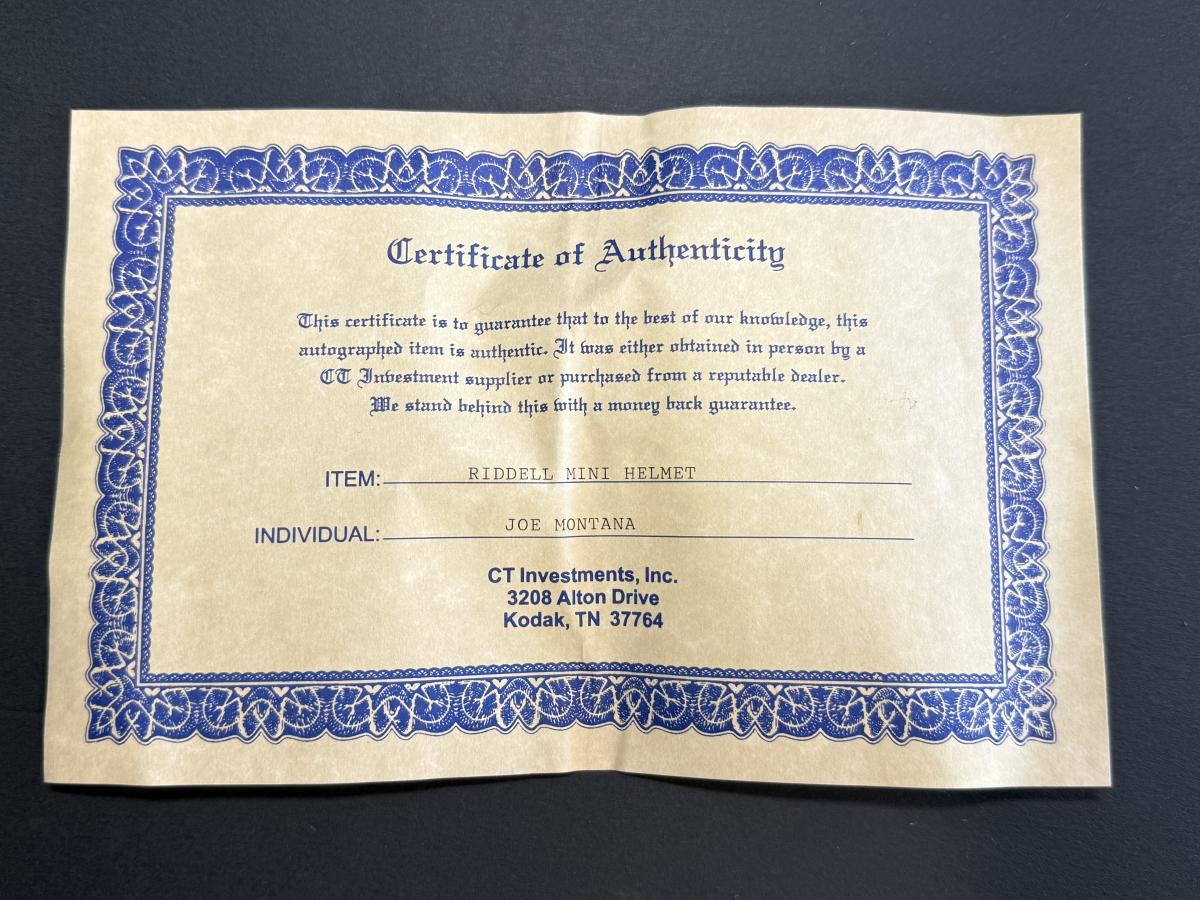 Certificate of Authenticity
This certificate is to guarantee that to the best of our knowledge, this
autographed item is authentic. It was either obtained in person by a
CT Investment supplier or purchased from a reputable dealer.
We stand behind this with a money back guarantee.
ITEM: RIDDELL MINI HELMET
INDIVIDUAL: JOE MONTANA
CT Investments, Inc.
3208 Alton Drive
Kodak, TN 37764